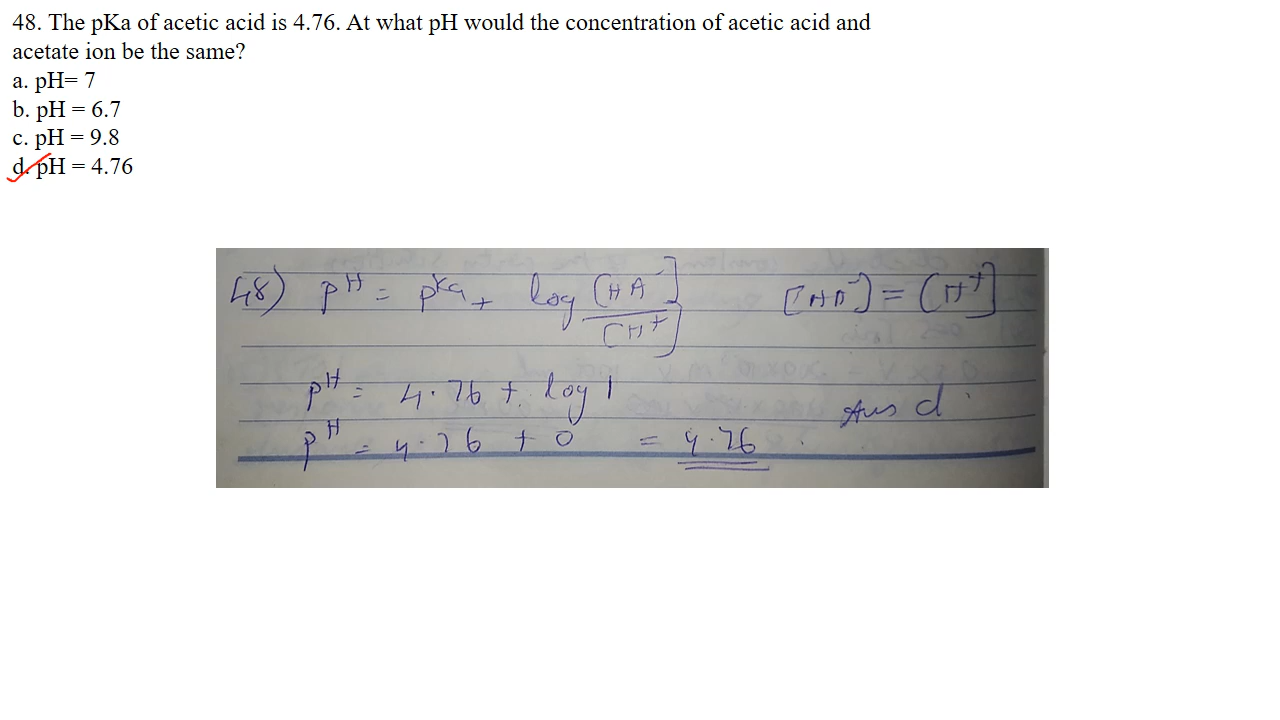 48. The pKa of acetic acid is 4.76. At what pH would the concentration of acetic acid and
acetate ion be the same?
a. pH= 7
b. pH = 6.7
c. pH = 9.8
d. pH = 4.76
48) pH = pKa + log [HA-] / [H+] [HA-] = [H+]
pH = 4.76 + log 1
Ans d.
pH = 4.76 + 0 = 4.76.